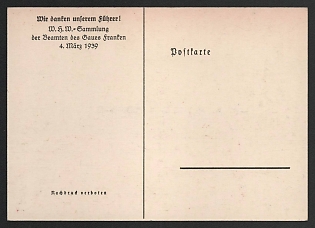 Wir danken unserem Führer!
W. H. W.-Sammlung
der Beamten des Gaues Franken
4. März 1939
Postkarte
Nachdruck verboten